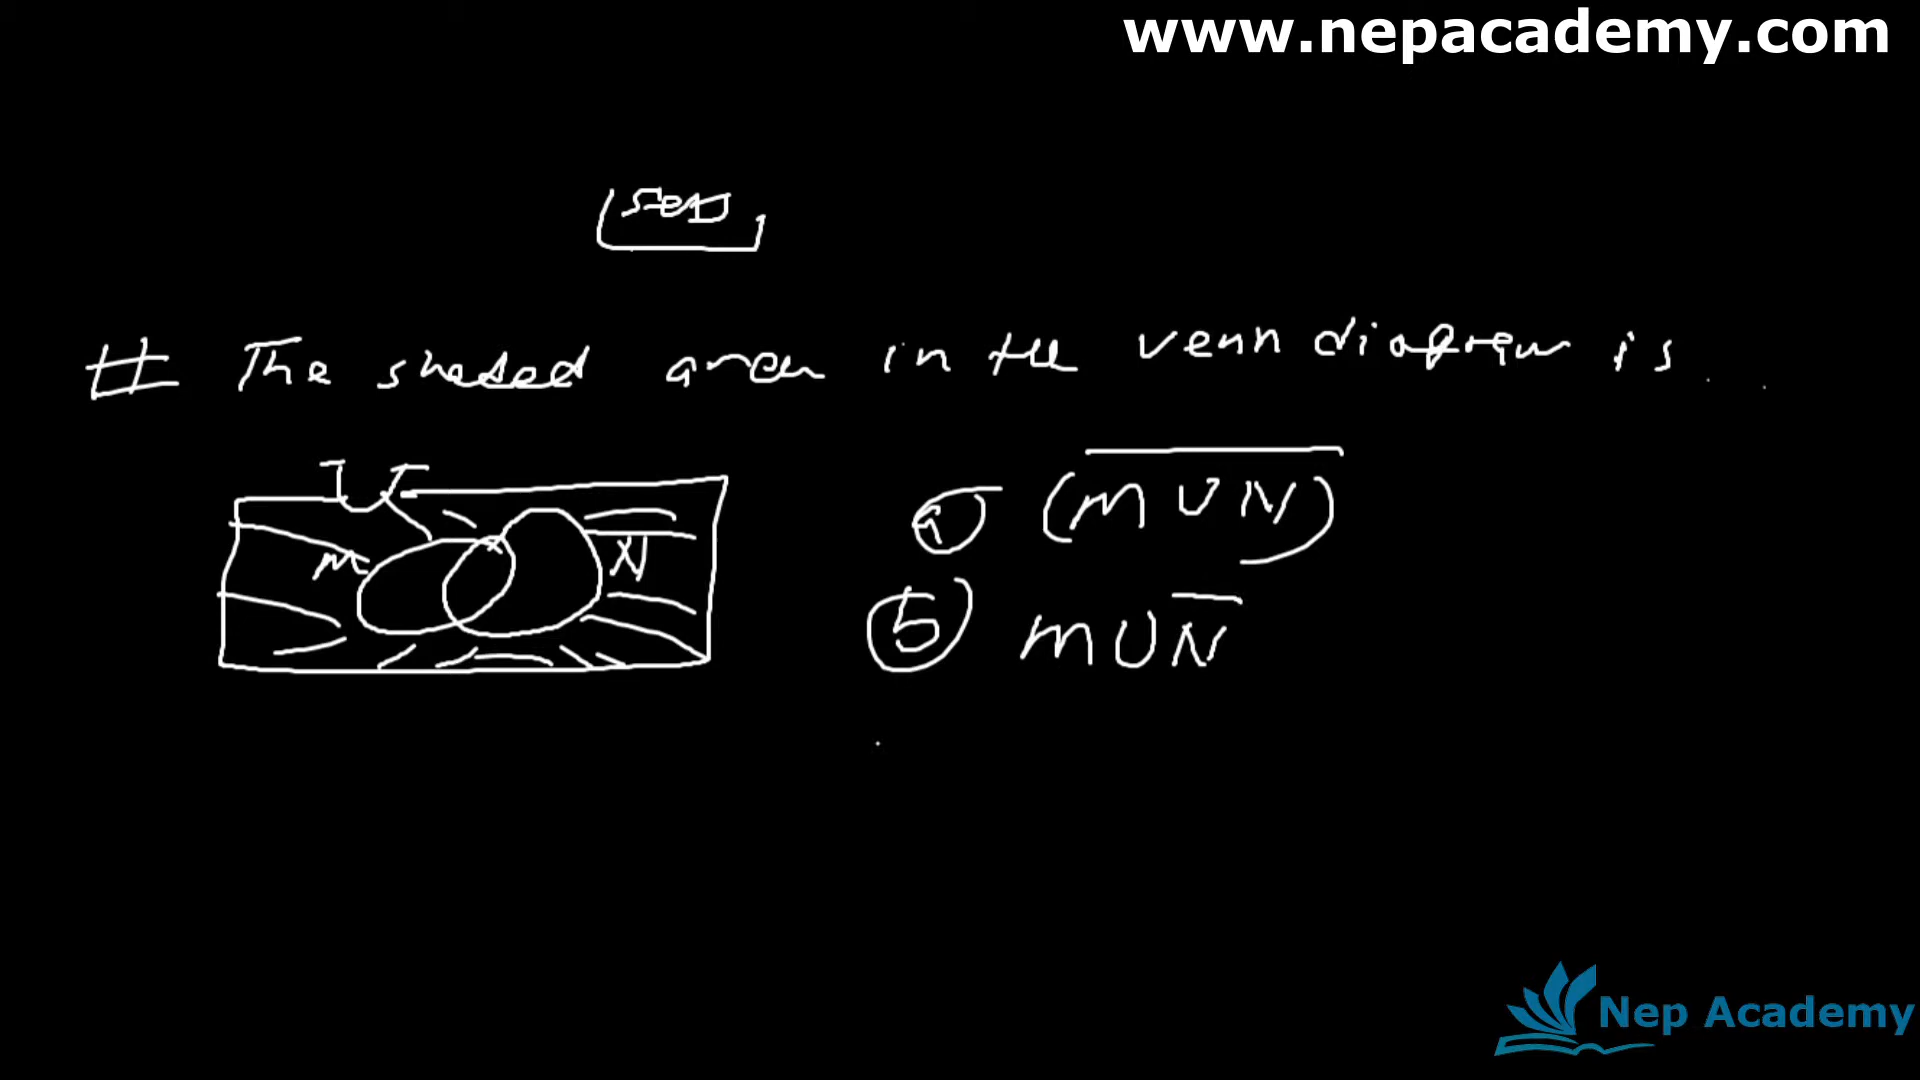 www.nepacademy.com
Sets
# The shaded area in the venn diagram is . .
U
M N
a (M U N)̅
b M U N̅
Nep Academy